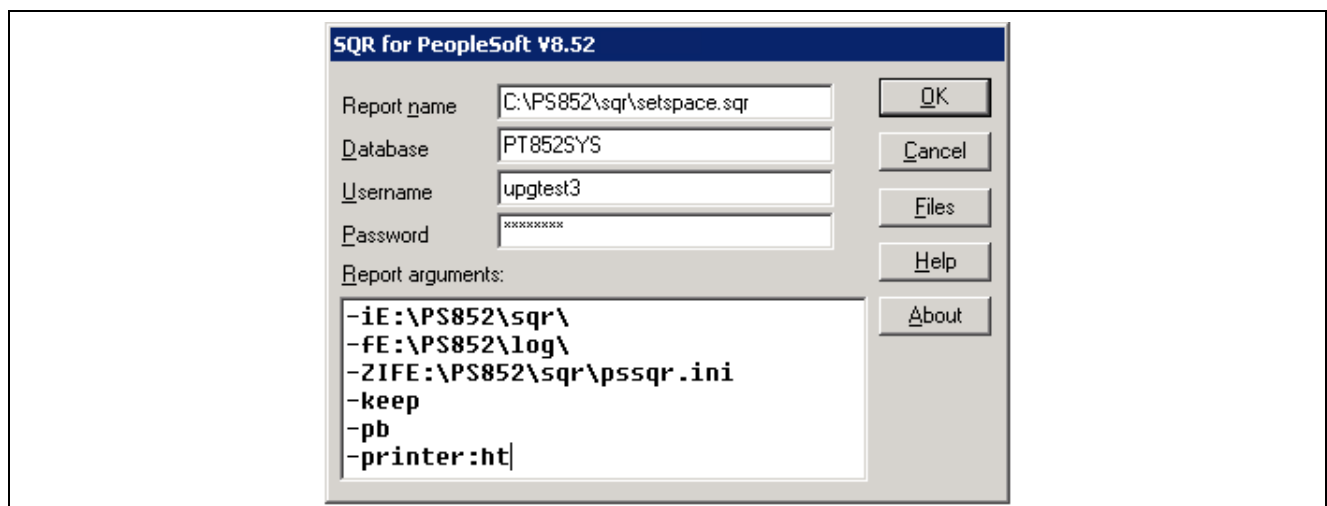 SQR for PeopleSoft V8.52
Report name C:\PS852\sqr\setspace.sqr OK
Database PT852SYS Cancel
Username upgtest3 Files
Password ********
Help
Report arguments:
-iE:\PS852\sqr\ About
-fE:\PS852\log\
-ZIFE:\PS852\sqr\pssqr.ini
-keep
-pb
-printer:ht